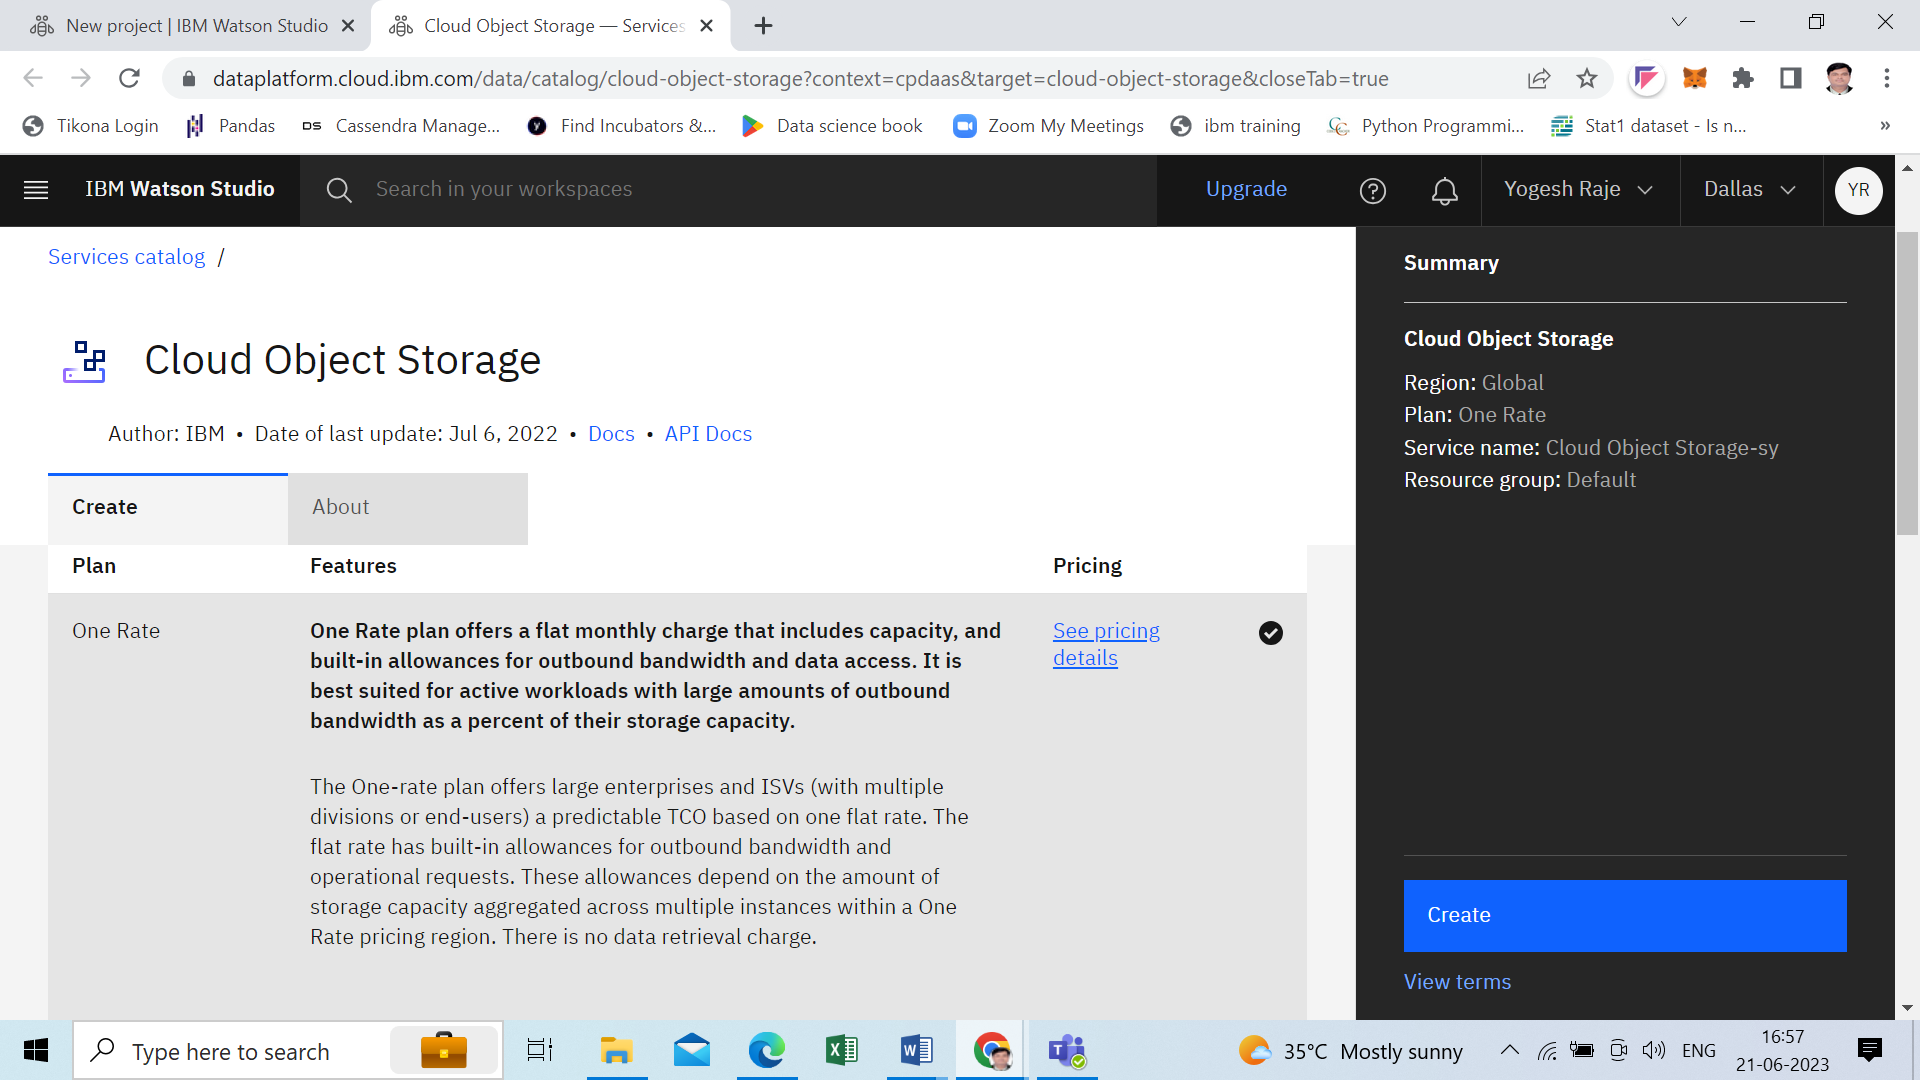 New project | IBM Watson Studio
Cloud Object Storage — Services
dataplatform.cloud.ibm.com/data/catalog/cloud-object-storage?context=cpdaas&target=cloud-object-storage&closeTab=true
Tikona Login
Pandas
DS Cassendra Manage...
Find Incubators &...
Data science book
Zoom My Meetings
ibm training
Python Programmi...
Stat1 dataset - Is n...
»
IBM Watson Studio
Search in your workspaces
Upgrade
Yogesh Raje
Dallas
YR
Services catalog /
Cloud Object Storage
Author: IBM • Date of last update: Jul 6, 2022 • Docs • API Docs
Create
About
Plan
Features
Pricing
One Rate
One Rate plan offers a flat monthly charge that includes capacity, and
built-in allowances for outbound bandwidth and data access. It is
best suited for active workloads with large amounts of outbound
bandwidth as a percent of their storage capacity.
See pricing
details
The One-rate plan offers large enterprises and ISVs (with multiple
divisions or end-users) a predictable TCO based on one flat rate. The
flat rate has built-in allowances for outbound bandwidth and
operational requests. These allowances depend on the amount of
storage capacity aggregated across multiple instances within a One
Rate pricing region. There is no data retrieval charge.
Summary
Cloud Object Storage
Region: Global
Plan: One Rate
Service name: Cloud Object Storage-sy
Resource group: Default
Create
View terms
Type here to search
35°C Mostly sunny
ENG
16:57
21-06-2023